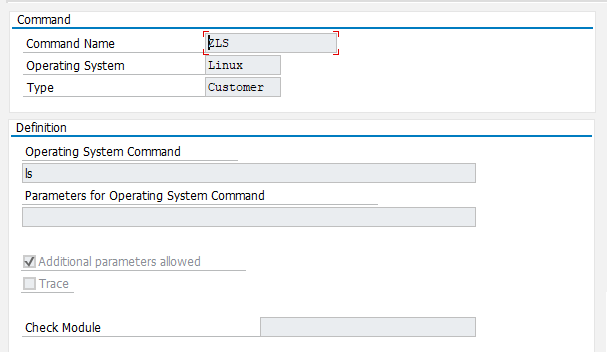 Command
Command Name ZLS
Operating System Linux
Type Customer
Definition
Operating System Command
ls
Parameters for Operating System Command
Additional parameters allowed
Trace
Check Module